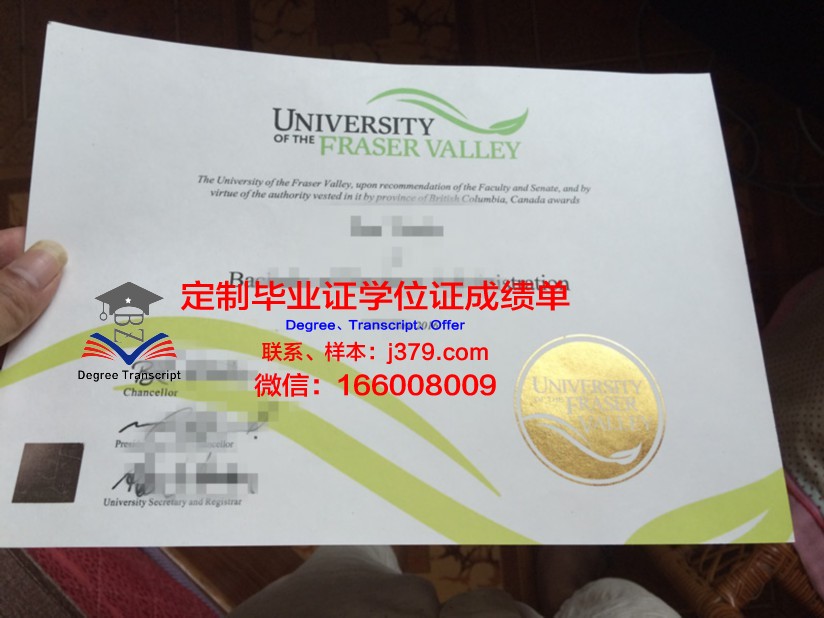 UNIVERSITY
OF THE FRASER VALLEY
The University of the Fraser Valley, upon recommendation of the Faculty and Senate, and by
virtue of the authority vested in it by province of British Columbia, Canada awards
定制毕业证学位证成绩单
Degree、Transcript、Offer
联系、样本：j379.com
微信：166008009
BZ
Degree Transcript
Chancellor
University Secretary and Registrar
UNIVERSITY
OF THE
FRASER
VALLEY